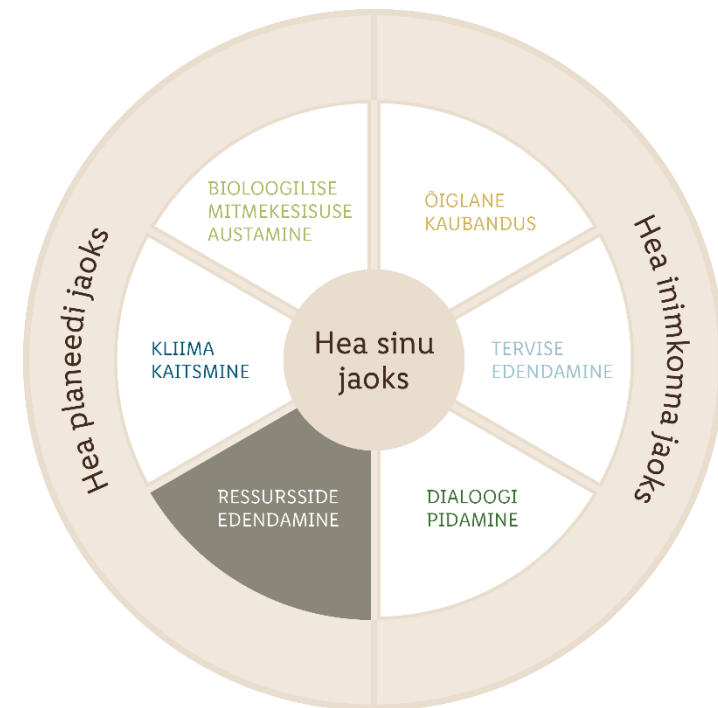 BIOLOOGILISE
MITMEKESISUSE
AUSTAMINE
ÕIGLANE
KAUBANDUS
Hea planeedi jaoks
Hea inimkonna jaoks
KLIIMA
KAITSMINE
Hea sinu
jaoks
TERVISE
EDENDAMINE
RESSURSSIDE
EDENDAMINE
DIALOOGI
PIDAMINE